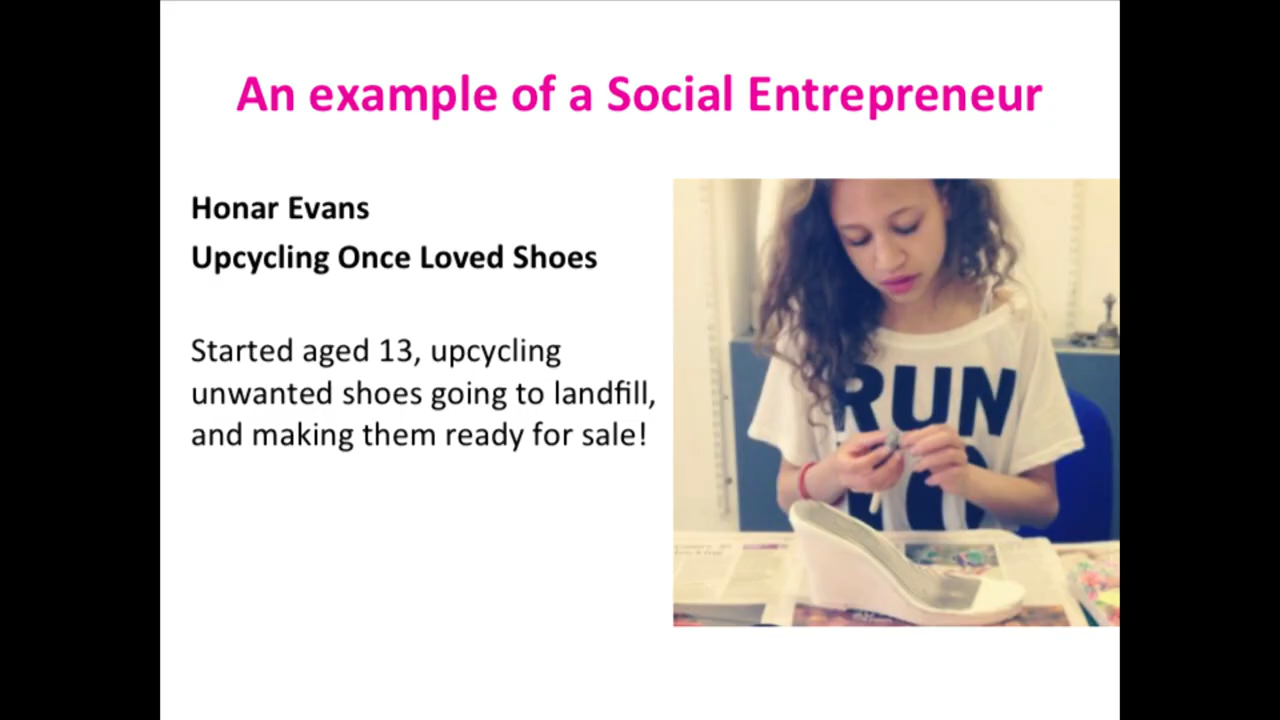 An example of a Social Entrepreneur
Honar Evans
Upcycling Once Loved Shoes
Started aged 13, upcycling
unwanted shoes going to landfill,
and making them ready for sale!
RUN